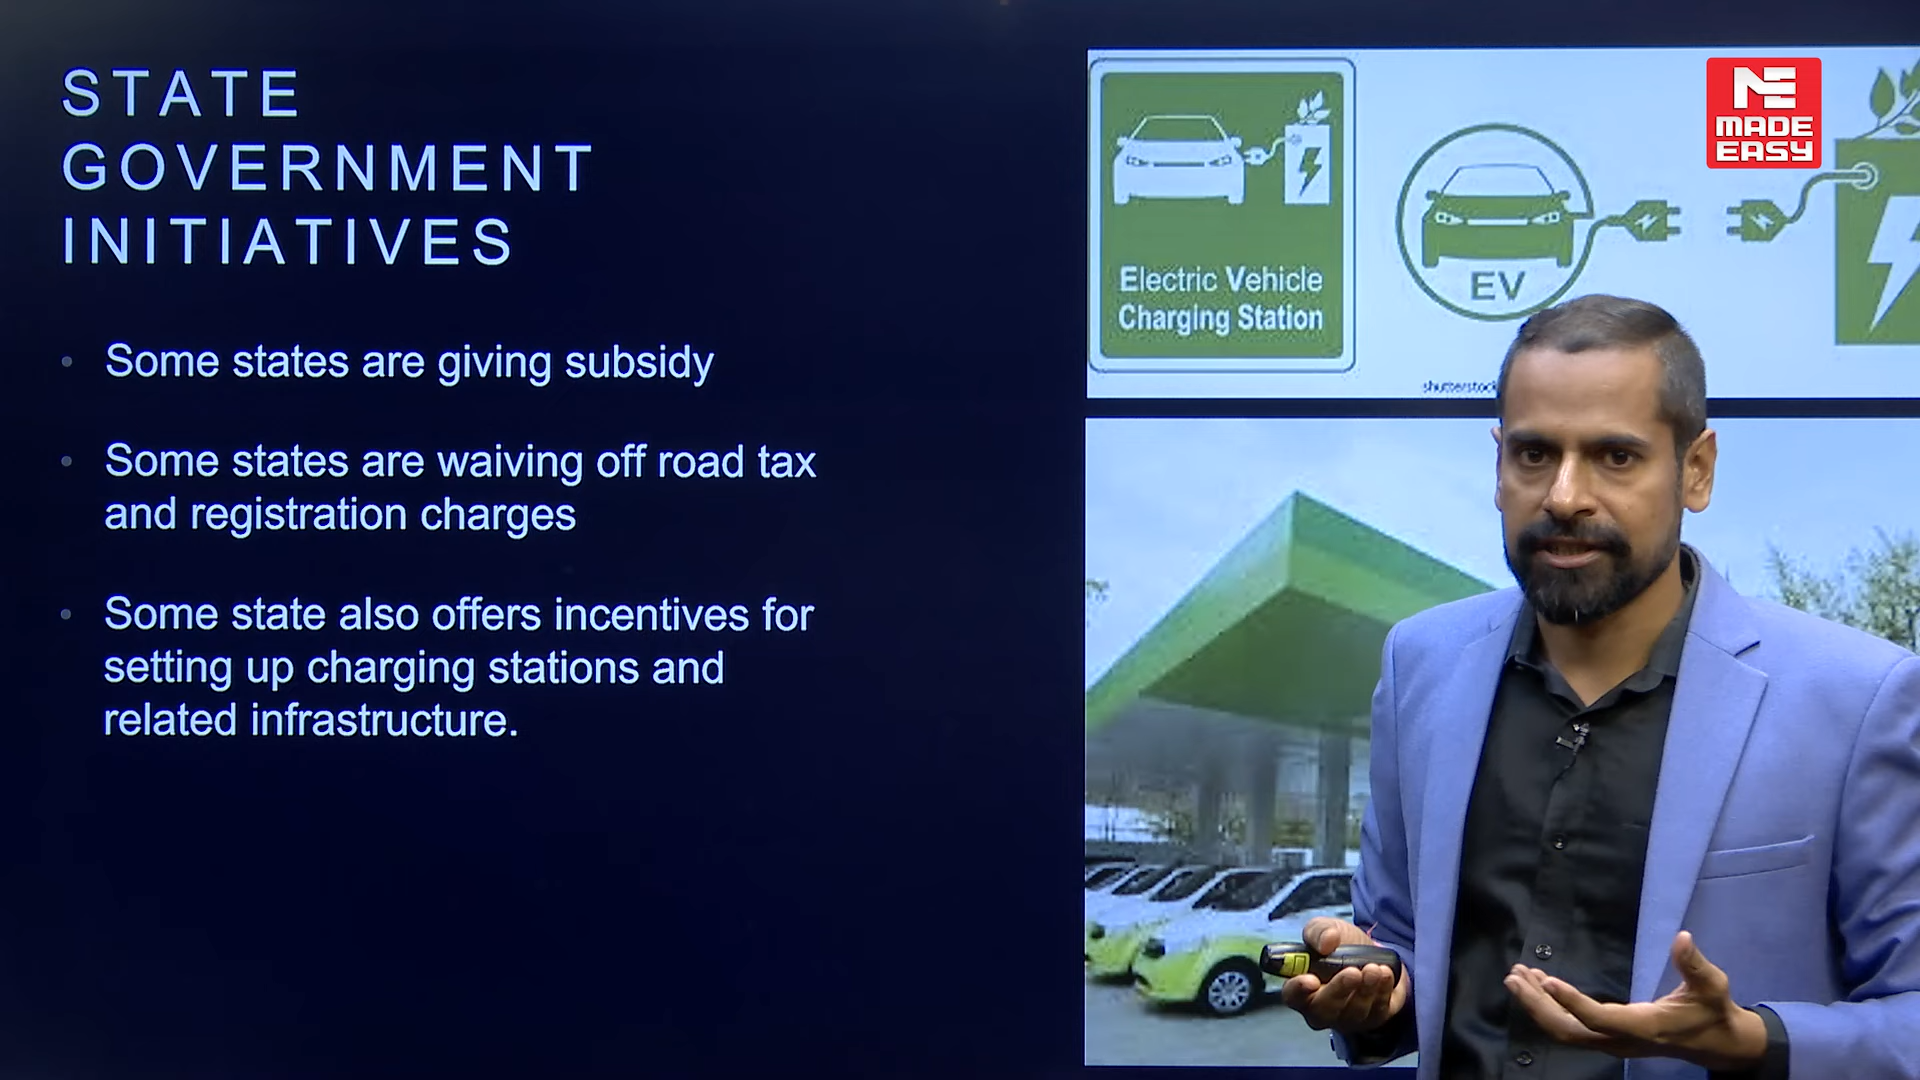 STATE
GOVERNMENT
INITIATIVES
• Some states are giving subsidy
• Some states are waiving off road tax
and registration charges
• Some state also offers incentives for
setting up charging stations and
related infrastructure.
Electric Vehicle
Charging Station
EV
shutterstock
ME
MADE
EASY